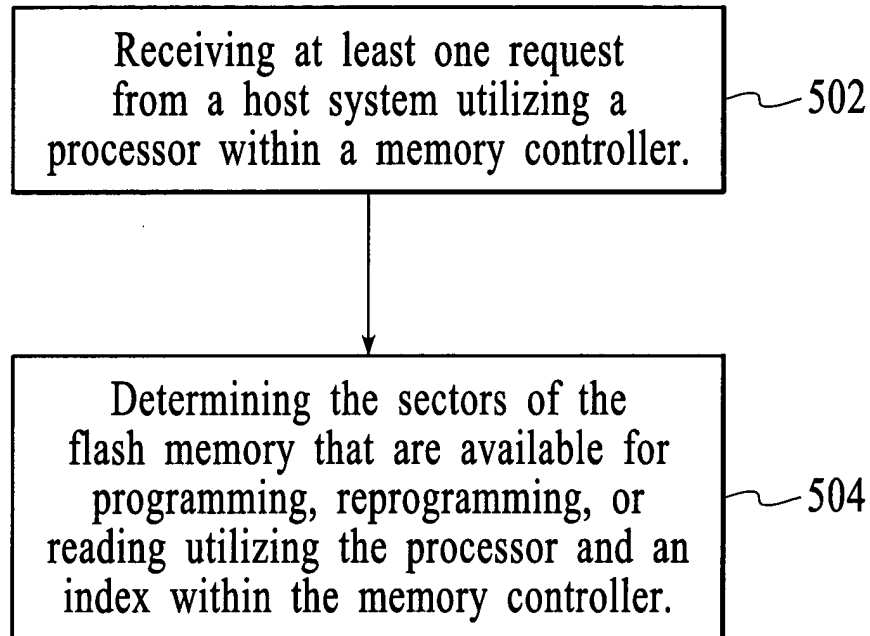 Receiving at least one request
from a host system utilizing a
processor within a memory controller.
502
Determining the sectors of the
flash memory that are available for
programming, reprogramming, or
reading utilizing the processor and an
index within the memory controller.
504